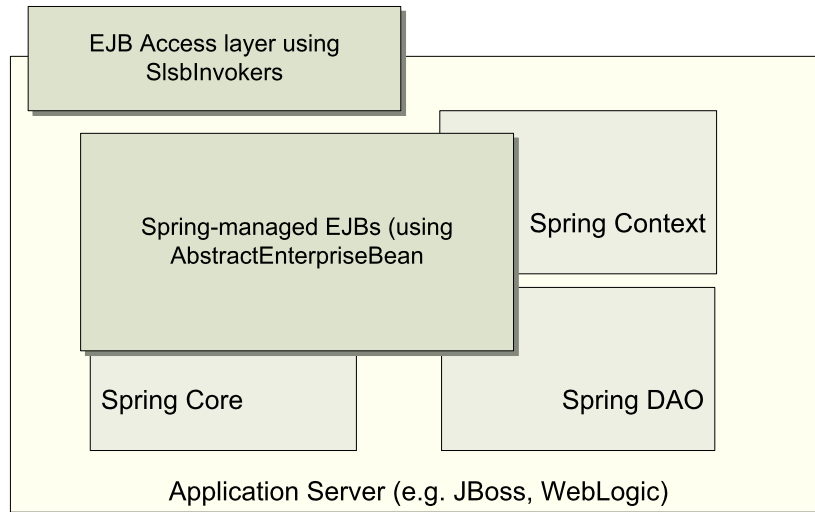 EJB Access layer using
SlsbInvokers
Spring-managed EJBs (using
AbstractEnterpriseBean
Spring Context
Spring Core
Spring DAO
Application Server (e.g. JBoss, WebLogic)